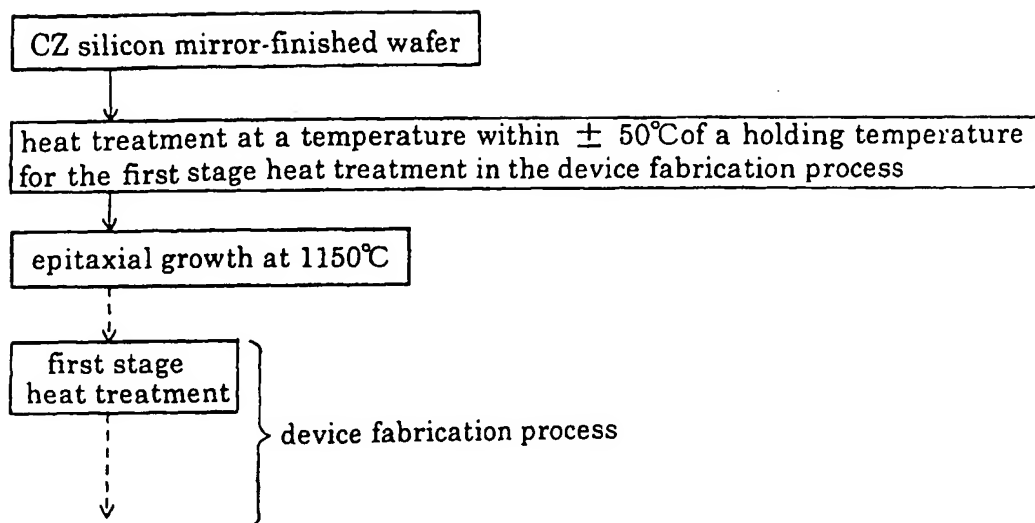 CZ silicon mirror-finished wafer
heat treatment at a temperature within ± 50℃of a holding temperature
for the first stage heat treatment in the device fabrication process
epitaxial growth at 1150℃
first stage
heat treatment
device fabrication process